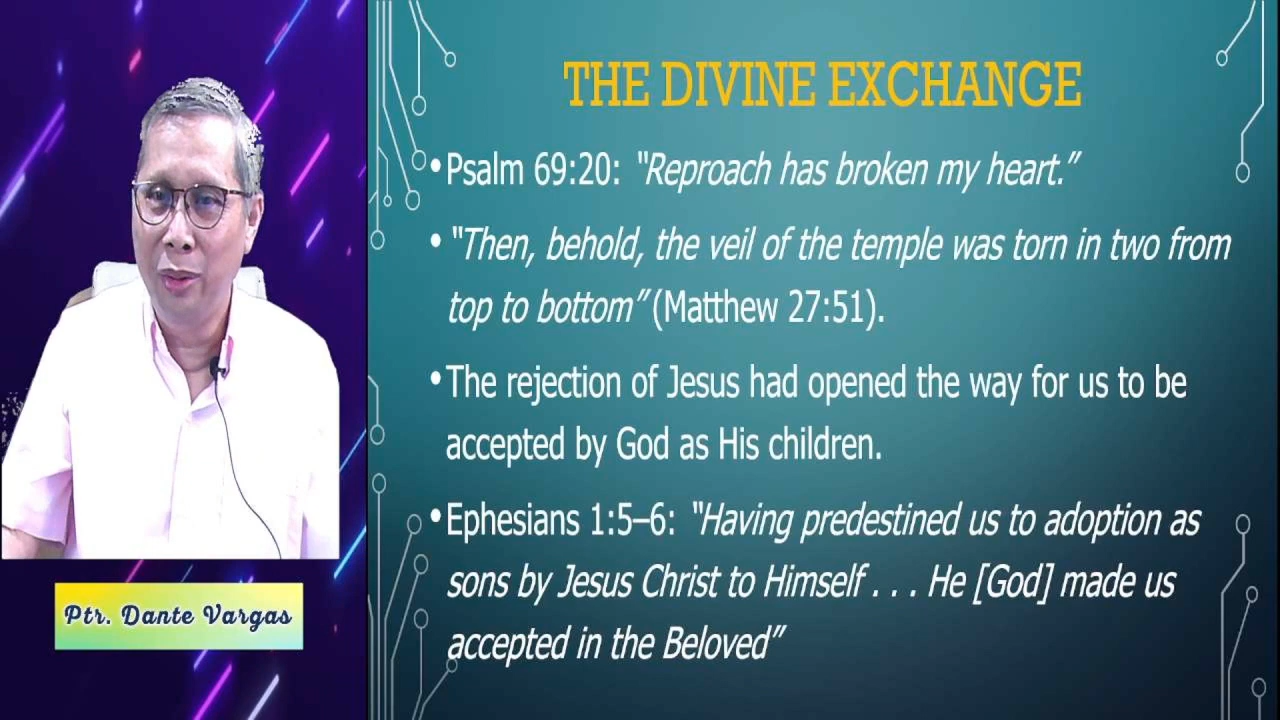 THE DIVINE EXCHANGE
•Psalm 69:20: “Reproach has broken my heart.”
•“Then, behold, the veil of the temple was torn in two from
top to bottom” (Matthew 27:51).
•The rejection of Jesus had opened the way for us to be
accepted by God as His children.
•Ephesians 1:5–6: “Having predestined us to adoption as
sons by Jesus Christ to Himself . . . He [God] made us
accepted in the Beloved”
Ptr. Dante Vargas